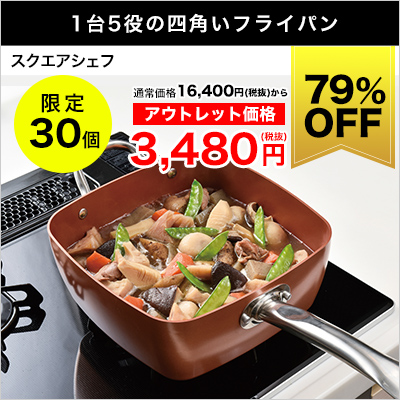 1台5役の四角いフライパン
スクエアシェフ
限定
30個
通常価格16,400円(税抜)から
アウトレット価格
3,480円(税抜)
79%
OFF